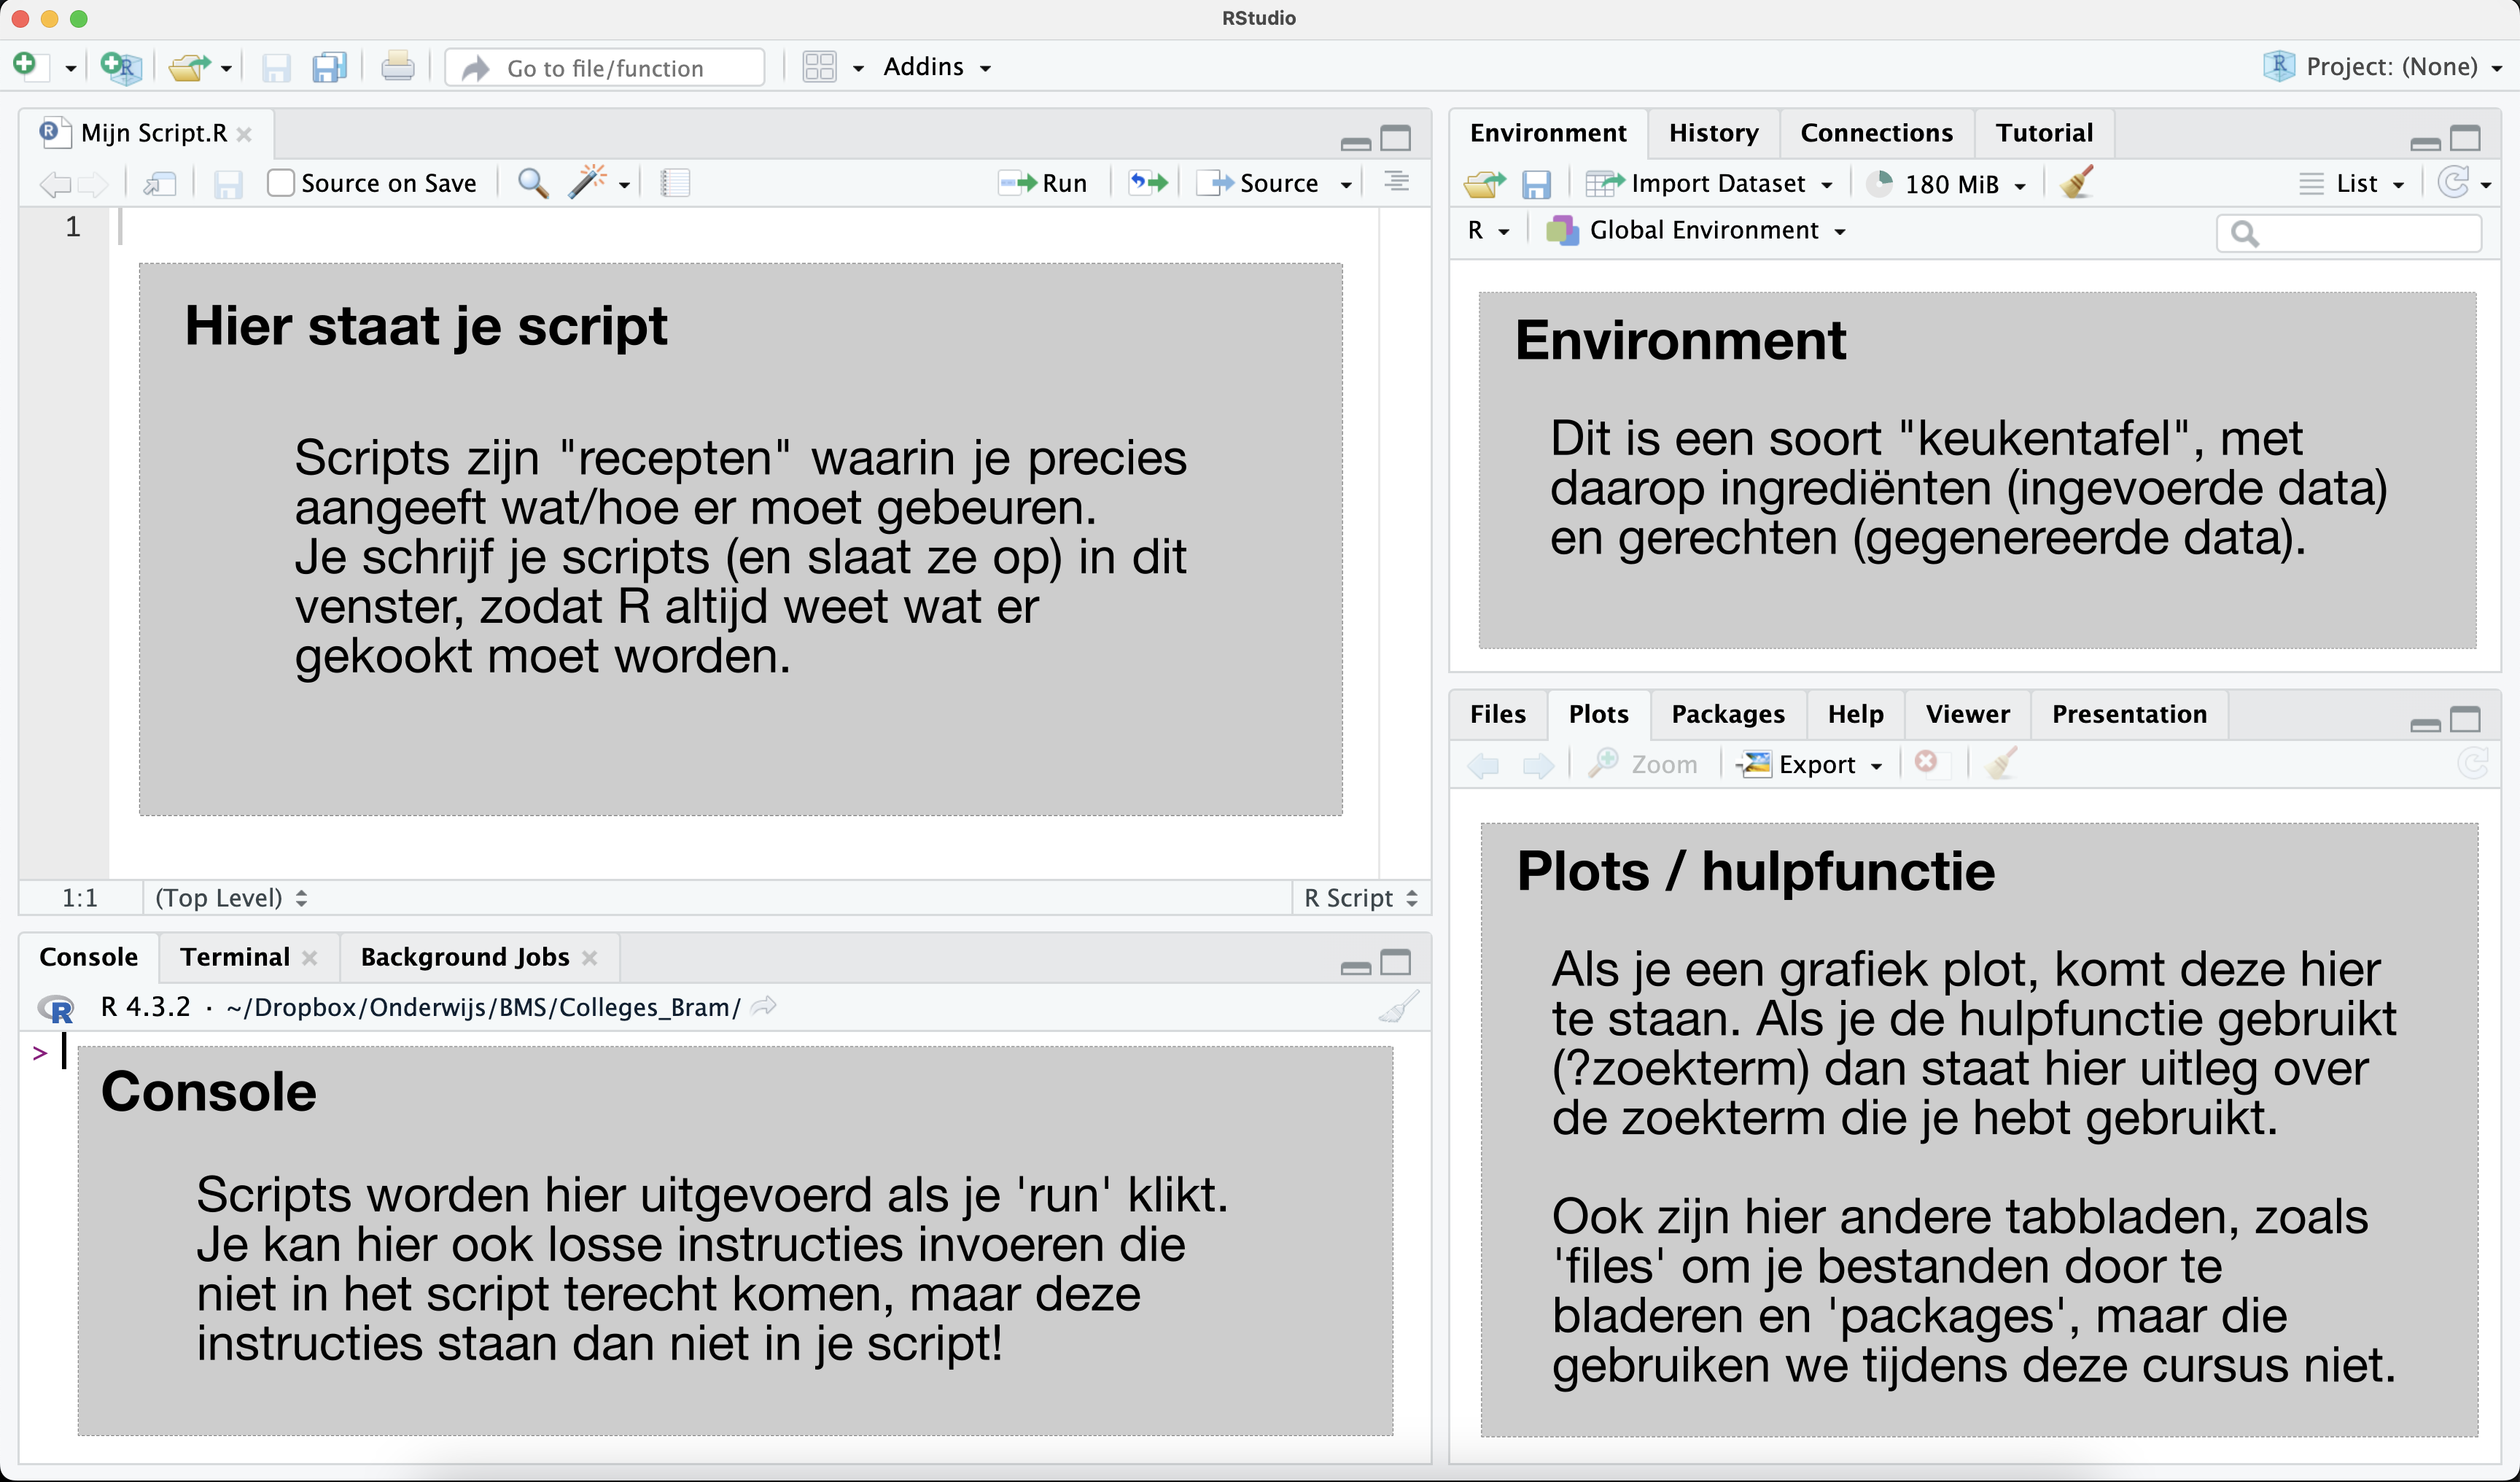 RStudio
Go to file/function
Addins
Project: (None)
Mijn Script.R
Source on Save
Run
Source
1
Hier staat je script
Scripts zijn "recepten" waarin je precies
aangeeft wat/hoe er moet gebeuren.
Je schrijf je scripts (en slaat ze op) in dit
venster, zodat R altijd weet wat er
gekookt moet worden.
1:1
(Top Level)
R Script
Console
Terminal
Background Jobs
R 4.3.2 · ~/Dropbox/Onderwijs/BMS/Colleges_Bram/
>
Console
Scripts worden hier uitgevoerd als je 'run' klikt.
Je kan hier ook losse instructies invoeren die
niet in het script terecht komen, maar deze
instructies staan dan niet in je script!
Environment
History
Connections
Tutorial
Import Dataset
180 MiB
List
R
Global Environment
Environment
Dit is een soort "keukentafel", met
daarop ingrediënten (ingevoerde data)
en gerechten (gegenereerde data).
Files
Plots
Packages
Help
Viewer
Presentation
Zoom
Export
Plots / hulpfunctie
Als je een grafiek plot, komt deze hier
te staan. Als je de hulpfunctie gebruikt
(?zoekterm) dan staat hier uitleg over
de zoekterm die je hebt gebruikt.
Ook zijn hier andere tabbladen, zoals
'files' om je bestanden door te
bladeren en 'packages', maar die
gebruiken we tijdens deze cursus niet.